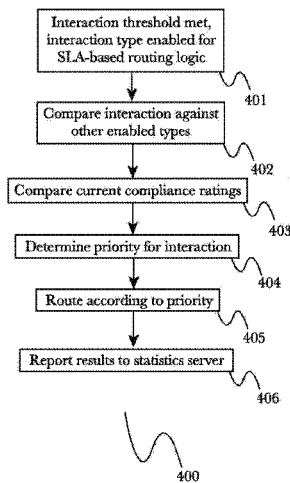 Interaction threshold met,
interaction type enabled for
SLA-based routing logic
401
Compare interaction against
other enabled types
402
Compare current compliance ratings
403
Determine priority for interaction
404
Route according to priority
405
Report results to statistics server
406
400